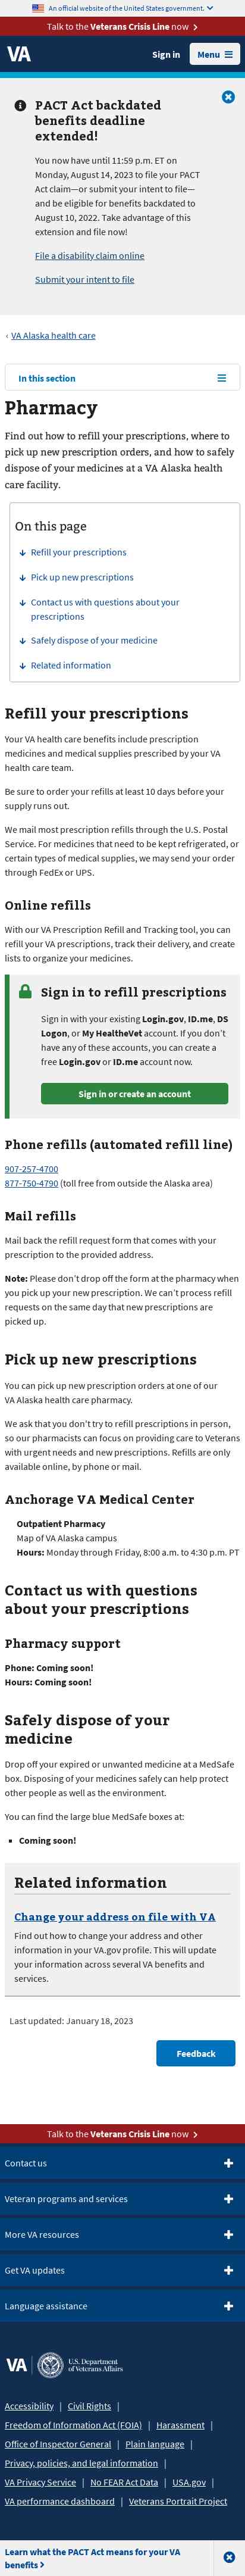 An official website of the United States government.
Talk to the Veterans Crisis Line now
VA
Sign in
Menu
PACT Act backdated
benefits deadline
extended!
You now have until 11:59 p.m. ET on
Monday, August 14, 2023 to file your PACT
Act claim—or submit your intent to file—
and be eligible for benefits backdated to
August 10, 2022. Take advantage of this
extension and file now!
File a disability claim online
Submit your intent to file
‹ VA Alaska health care
In this section
Pharmacy
Find out how to refill your prescriptions, where to
pick up new prescription orders, and how to safely
dispose of your medicines at a VA Alaska health
care facility.
On this page
Refill your prescriptions
Pick up new prescriptions
Contact us with questions about your
prescriptions
Safely dispose of your medicine
Related information
Refill your prescriptions
Your VA health care benefits include prescription
medicines and medical supplies prescribed by your VA
health care team.
Be sure to order your refills at least 10 days before your
supply runs out.
We mail most prescription refills through the U.S. Postal
Service. For medicines that need to be kept refrigerated, or
certain types of medical supplies, we may send your order
through FedEx or UPS.
Online refills
With our VA Prescription Refill and Tracking tool, you can
refill your VA prescriptions, track their delivery, and create
lists to organize your medicines.
Sign in to refill prescriptions
Sign in with your existing Login.gov, ID.me, DS
Logon, or My HealtheVet account. If you don't
have any of these accounts, you can create a
free Login.gov or ID.me account now.
Sign in or create an account
Phone refills (automated refill line)
907-257-4700
877-750-4790 (toll free from outside the Alaska area)
Mail refills
Mail back the refill request form that comes with your
prescription to the provided address.
Note: Please don't drop off the form at the pharmacy when
you pick up your new prescription. We can't process refill
requests on the same day that new prescriptions are
picked up.
Pick up new prescriptions
You can pick up new prescription orders at one of our
VA Alaska health care pharmacy.
We ask that you don't try to refill prescriptions in person,
so our pharmacists can focus on providing care to Veterans
with urgent needs and new prescriptions. Refills are only
available online, by phone or mail.
Anchorage VA Medical Center
Outpatient Pharmacy
Map of VA Alaska campus
Hours: Monday through Friday, 8:00 a.m. to 4:30 p.m. PT
Contact us with questions
about your prescriptions
Pharmacy support
Phone: Coming soon!
Hours: Coming soon!
Safely dispose of your
medicine
Drop off your expired or unwanted medicine at a MedSafe
box. Disposing of your medicines safely can help protect
other people as well as the environment.
You can find the large blue MedSafe boxes at:
• Coming soon!
Related information
Change your address on file with VA
Find out how to change your address and other
information in your VA.gov profile. This will update
your information across several VA benefits and
services.
Last updated: January 18, 2023
Feedback
Talk to the Veterans Crisis Line now
Contact us
Veteran programs and services
More VA resources
Get VA updates
Language assistance
VA
U.S. Department
of Veterans Affairs
Accessibility | Civil Rights |
Freedom of Information Act (FOIA) | Harassment |
Office of Inspector General | Plain language |
Privacy, policies, and legal information |
VA Privacy Service | No FEAR Act Data | USA.gov |
VA performance dashboard | Veterans Portrait Project
Learn what the PACT Act means for your VA
benefits